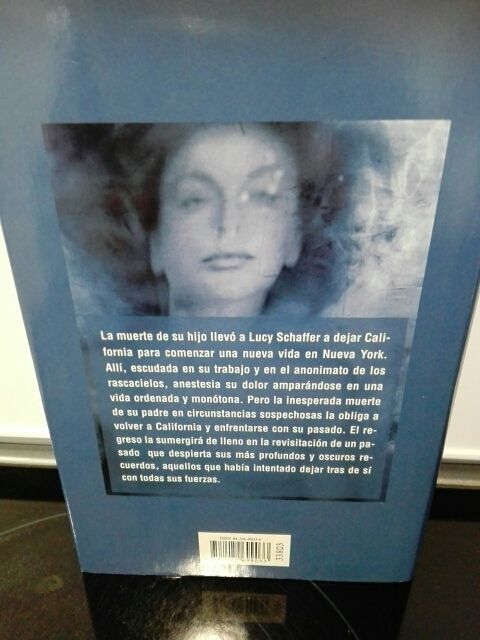 La muerte de su hijo llevó a Lucy Schaffer a dejar Cali-
fornia para comenzar una nueva vida en Nueva York.
Allí, escudada en su trabajo y en el anonimato de los
rascacielos, anestesia su dolor amparándose en una
vida ordenada y monótona. Pero la inesperada muerte
de su padre en circunstancias sospechosas la obliga a
volver a California y enfrentarse con su pasado. El re-
greso la sumergirá de lleno en la revisitación de un pa-
sado que despierta sus más profundos y oscuros re-
cuerdos, aquellos que había intentado dejar tras de sí
con todas sus fuerzas.
ISBN
33803